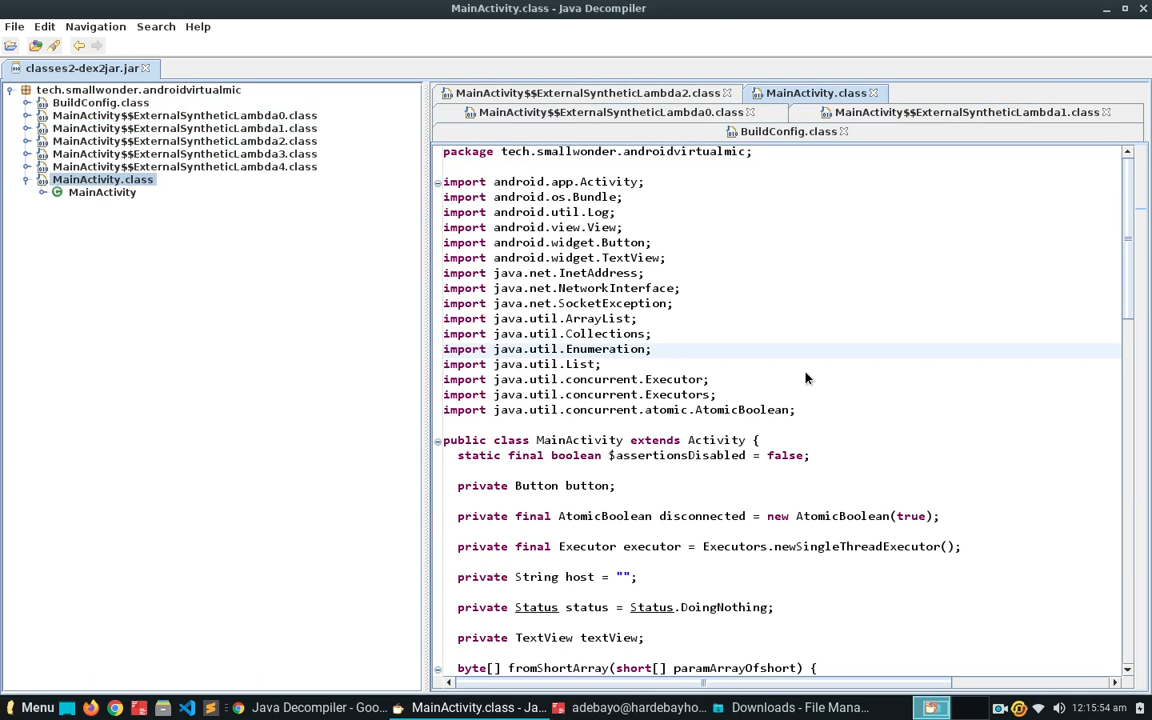 MainActivity.class - Java Decompiler
File Edit Navigation Search Help
classes2-dex2jar.jar
tech.smallwonder.androidvirtualmic
BuildConfig.class
MainActivity$$ExternalSyntheticLambda0.class
MainActivity$$ExternalSyntheticLambda1.class
MainActivity$$ExternalSyntheticLambda2.class
MainActivity$$ExternalSyntheticLambda3.class
MainActivity$$ExternalSyntheticLambda4.class
MainActivity.class
MainActivity
MainActivity$$ExternalSyntheticLambda2.class MainActivity.class
MainActivity$$ExternalSyntheticLambda0.class MainActivity$$ExternalSyntheticLambda1.class
BuildConfig.class
package tech.smallwonder.androidvirtualmic;
import android.app.Activity;
import android.os.Bundle;
import android.util.Log;
import android.view.View;
import android.widget.Button;
import android.widget.TextView;
import java.net.InetAddress;
import java.net.NetworkInterface;
import java.net.SocketException;
import java.util.ArrayList;
import java.util.Collections;
import java.util.Enumeration;
import java.util.List;
import java.util.concurrent.Executor;
import java.util.concurrent.Executors;
import java.util.concurrent.atomic.AtomicBoolean;
public class MainActivity extends Activity {
static final boolean $assertionsDisabled = false;
private Button button;
private final AtomicBoolean disconnected = new AtomicBoolean(true);
private final Executor executor = Executors.newSingleThreadExecutor();
private String host = "";
private Status status = Status.DoingNothing;
private TextView textView;
byte[] fromShortArray(short[] paramArrayOfshort) {
Menu Java Decompiler - Goo... MainActivity.class - Ja... adebayo@hardebayho... Downloads - File Mana... 12:15:54 am